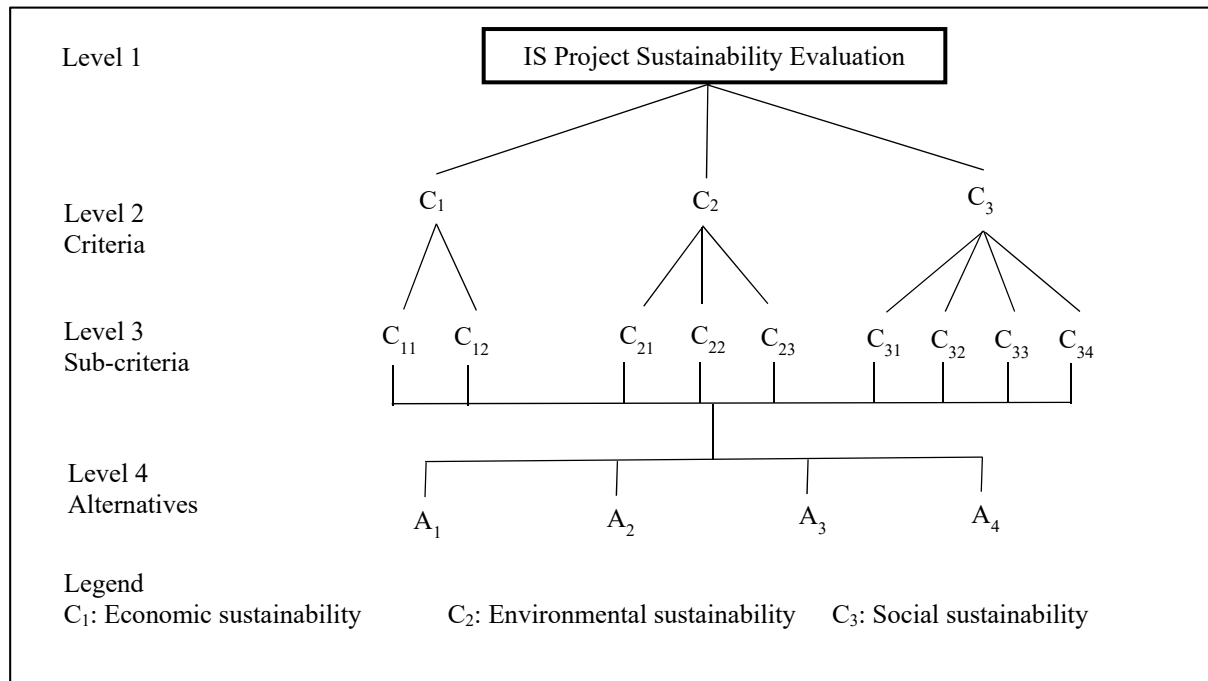 Level 1
IS Project Sustainability Evaluation
Level 2
Criteria
C₁ C₂ C₃
Level 3
Sub-criteria
C₁₁ C₁₂ C₂₁ C₂₂ C₂₃ C₃₁ C₃₂ C₃₃ C₃₄
Level 4
Alternatives
A₁ A₂ A₃ A₄
Legend
C₁: Economic sustainability C₂: Environmental sustainability C₃: Social sustainability